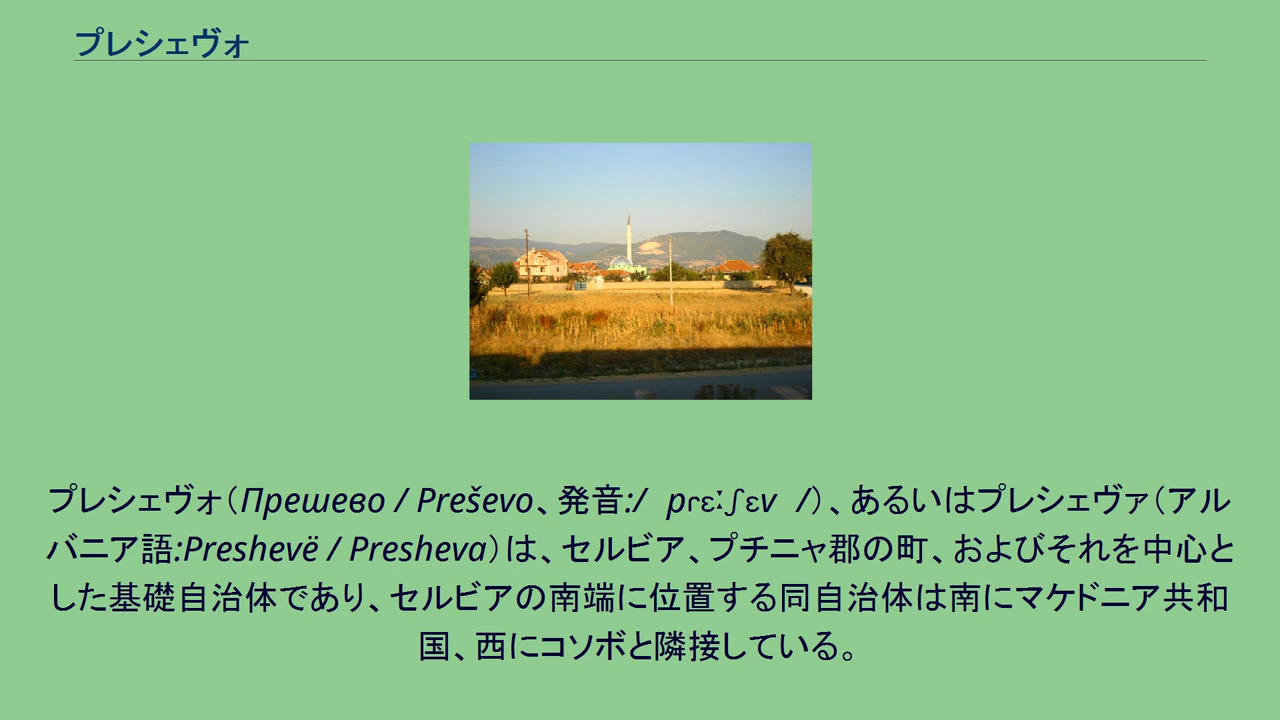 プレシェヴォ
プレシェヴォ（Прешево / Preševo、発音:/ prɛːʃɛv /）、あるいはプレシェヴァ（アル
バニア語:Preshevë / Presheva）は、セルビア、プチニャ郡の町、およびそれを中心と
した基礎自治体であり、セルビアの南端に位置する同自治体は南にマケドニア共和
国、西にコソボと隣接している。